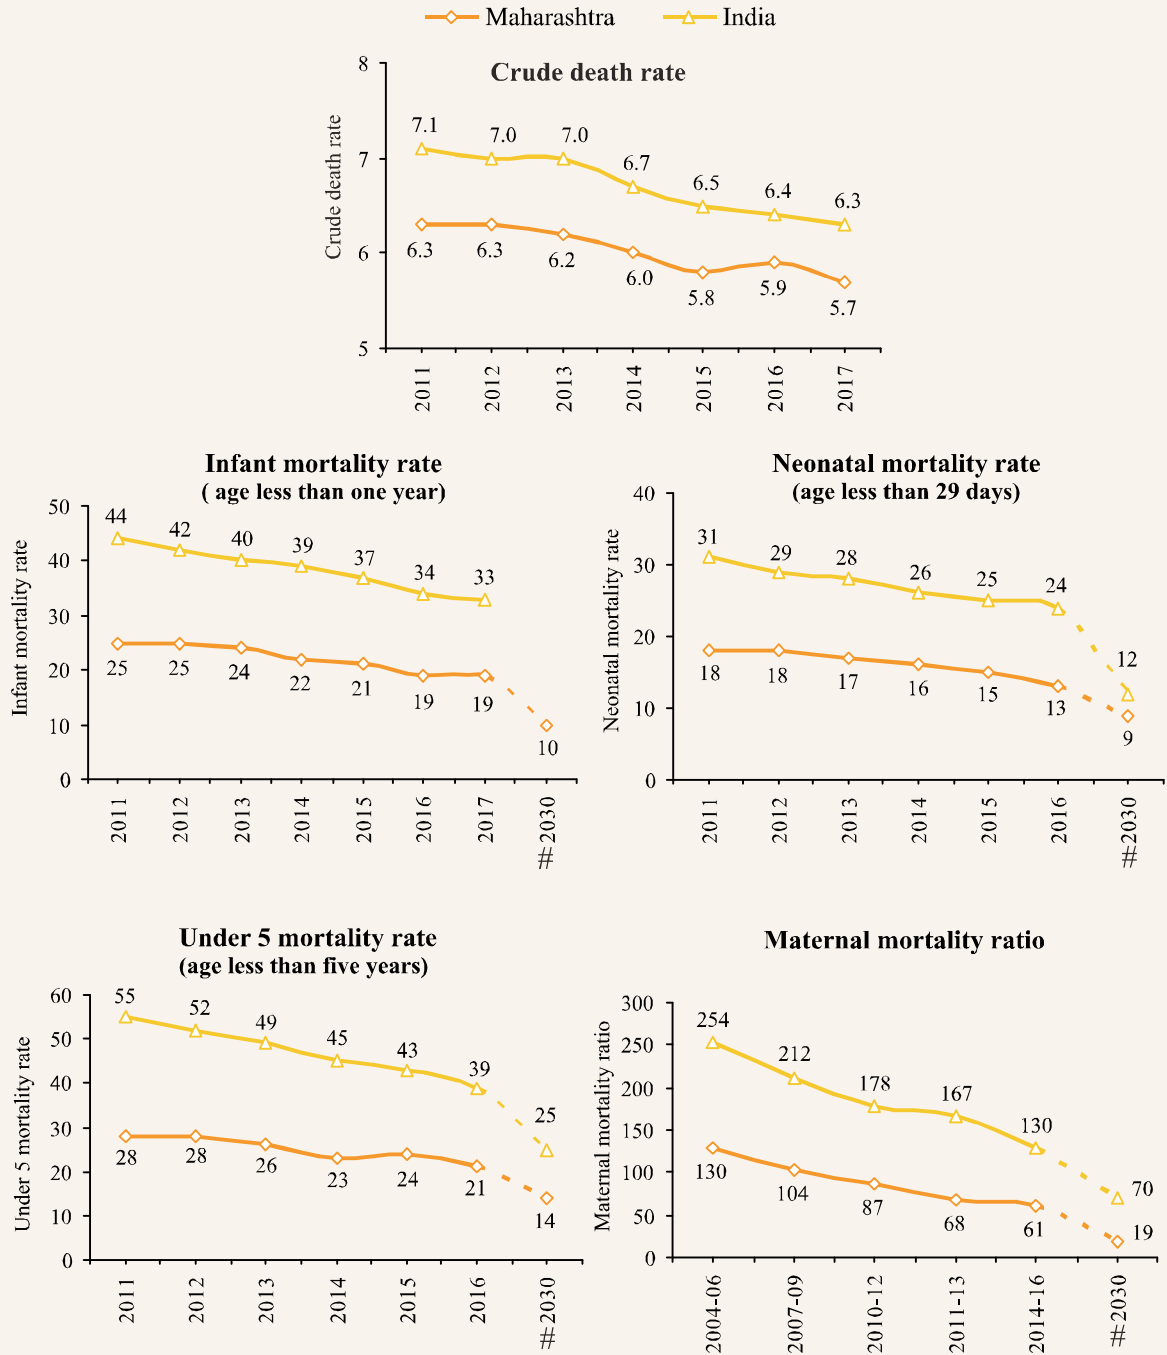 Maharashtra India
Crude death rate
Crude death rate
8
7
6
5
7.1 7.0 7.0 6.7 6.5 6.4 6.3
6.3 6.3 6.2 6.0 5.8 5.9 5.7
2011 2012 2013 2014 2015 2016 2017
Infant mortality rate
( age less than one year)
Infant mortality rate
50
40
30
20
10
0
44 42 40 39 37 34 33
25 25 24 22 21 19 19 10
2011 2012 2013 2014 2015 2016 2017 #2030
Neonatal mortality rate
(age less than 29 days)
Neonatal mortality rate
40
30
20
10
0
31 29 28 26 25 24 12
18 18 17 16 15 13 9
2011 2012 2013 2014 2015 2016 #2030
Under 5 mortality rate
(age less than five years)
Under 5 mortality rate
60
50
40
30
20
10
0
55 52 49 45 43 39 25
28 28 26 23 24 21 14
2011 2012 2013 2014 2015 2016 #2030
Maternal mortality ratio
Maternal mortality ratio
300
250
200
150
100
50
0
254 212 178 167 130 70
130 104 87 68 61 19
2004-06 2007-09 2010-12 2011-13 2014-16 #2030